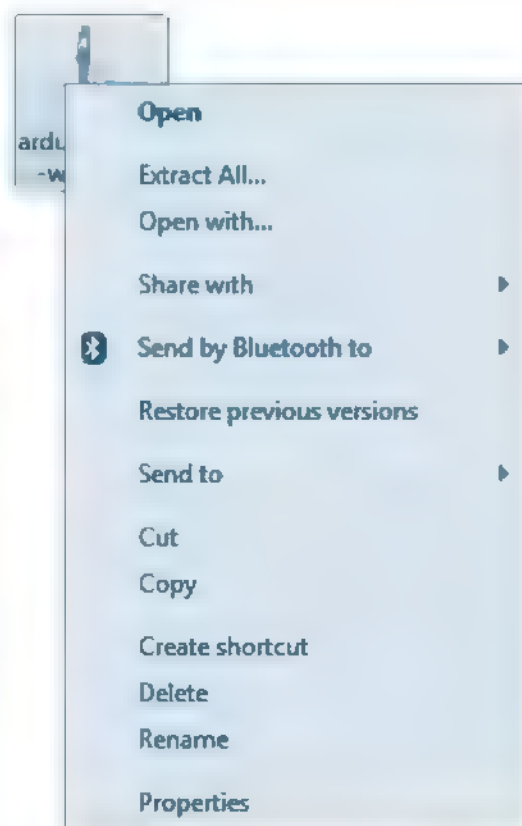 ardu
-w
Open
Extract All...
Open with...
Share with
Send by Bluetooth to
Restore previous versions
Send to
Cut
Copy
Create shortcut
Delete
Rename
Properties